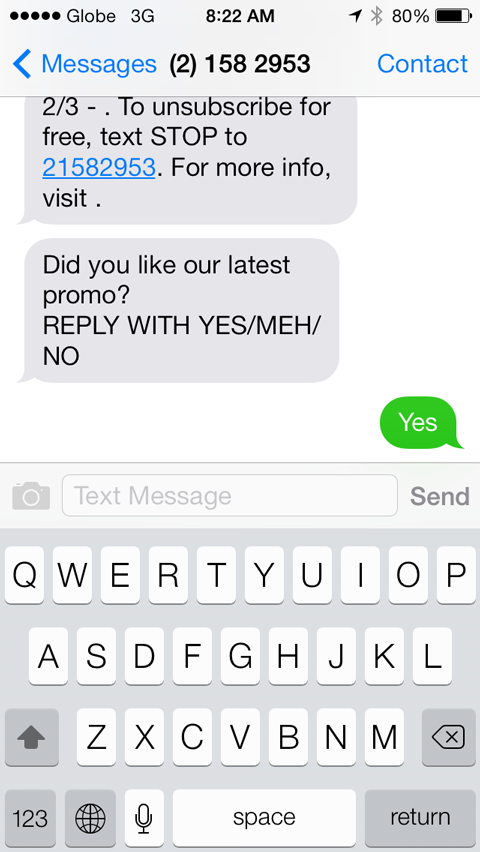 Globe 3G 8:22 AM 80%
Messages (2) 158 2953 Contact
2/3 - . To unsubscribe for
free, text STOP to
21582953. For more info,
visit .
Did you like our latest
promo?
REPLY WITH YES/MEH/
NO
Yes
Text Message Send
Q W E R T Y U I O P
A S D F G H J K L
Z X C V B N M
123 space return